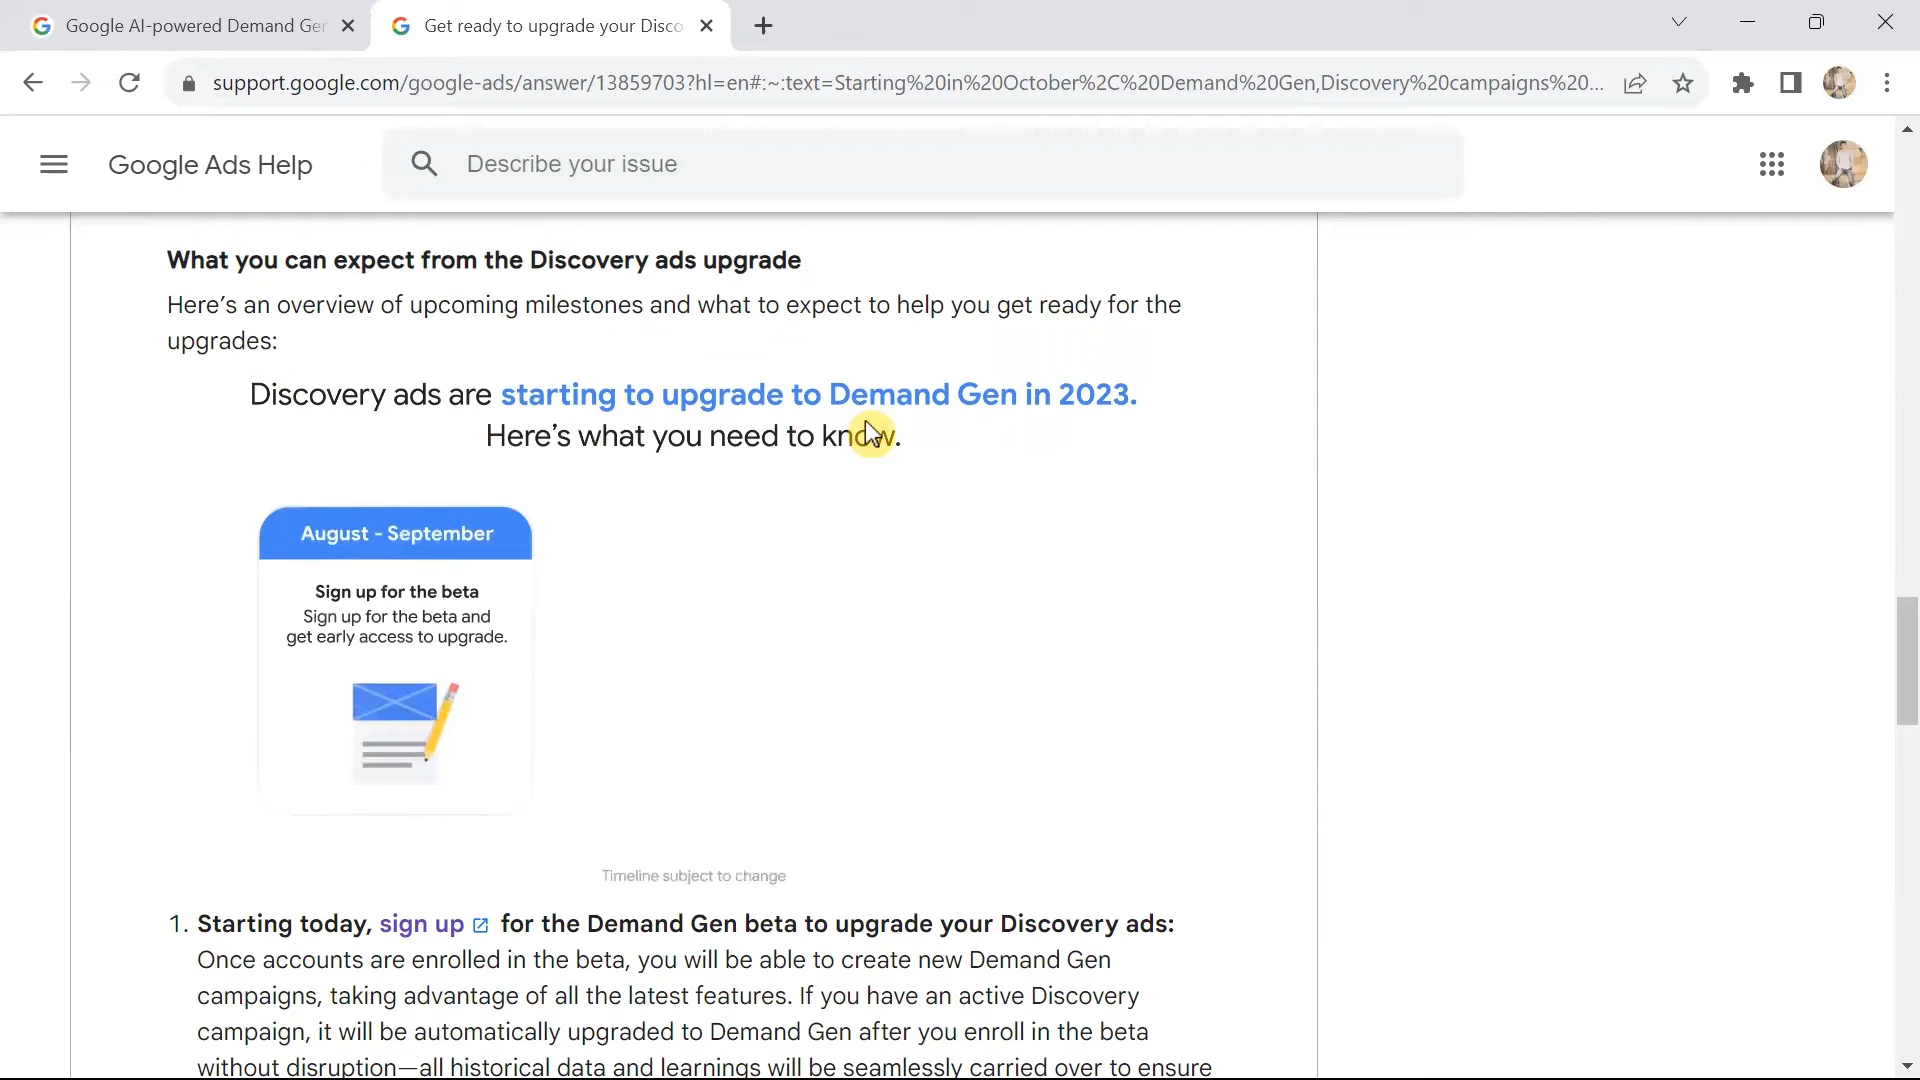 Google AI-powered Demand Ger
Get ready to upgrade your Disco
support.google.com/google-ads/answer/13859703?hl=en#:~:text=Starting%20in%20October%2C%20Demand%20Gen,Discovery%20campaigns%20...
Google Ads Help
Describe your issue
What you can expect from the Discovery ads upgrade
Here’s an overview of upcoming milestones and what to expect to help you get ready for the
upgrades:
Discovery ads are starting to upgrade to Demand Gen in 2023.
Here’s what you need to know.
August - September
Sign up for the beta
Sign up for the beta and
get early access to upgrade.
Timeline subject to change
1. Starting today, sign up for the Demand Gen beta to upgrade your Discovery ads:
Once accounts are enrolled in the beta, you will be able to create new Demand Gen
campaigns, taking advantage of all the latest features. If you have an active Discovery
campaign, it will be automatically upgraded to Demand Gen after you enroll in the beta
without disruption—all historical data and learnings will be seamlessly carried over to ensure